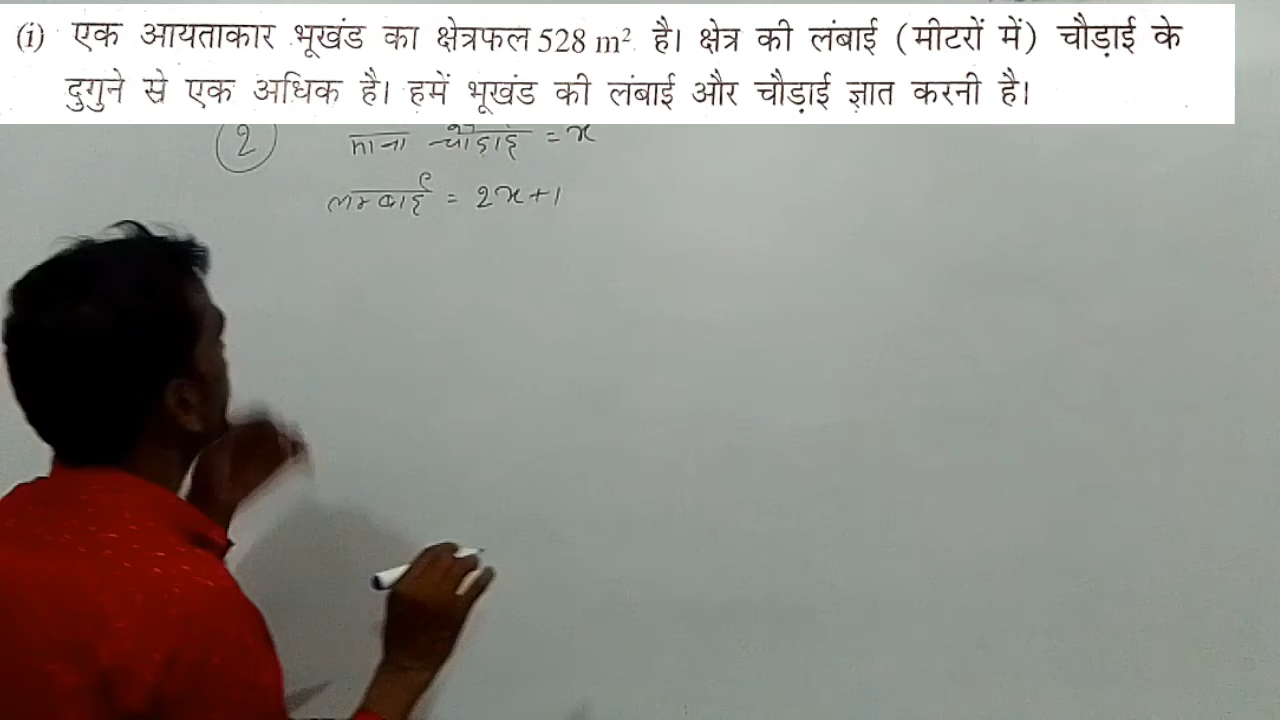 (i) एक आयताकार भूखंड का क्षेत्रफल 528 m² है। क्षेत्र की लंबाई (मीटरों में) चौड़ाई के
दुगुने से एक अधिक है। हमें भूखंड की लंबाई और चौड़ाई ज्ञात करनी है।
2 माना चौड़ाई = x
लम्बाई = 2x+1